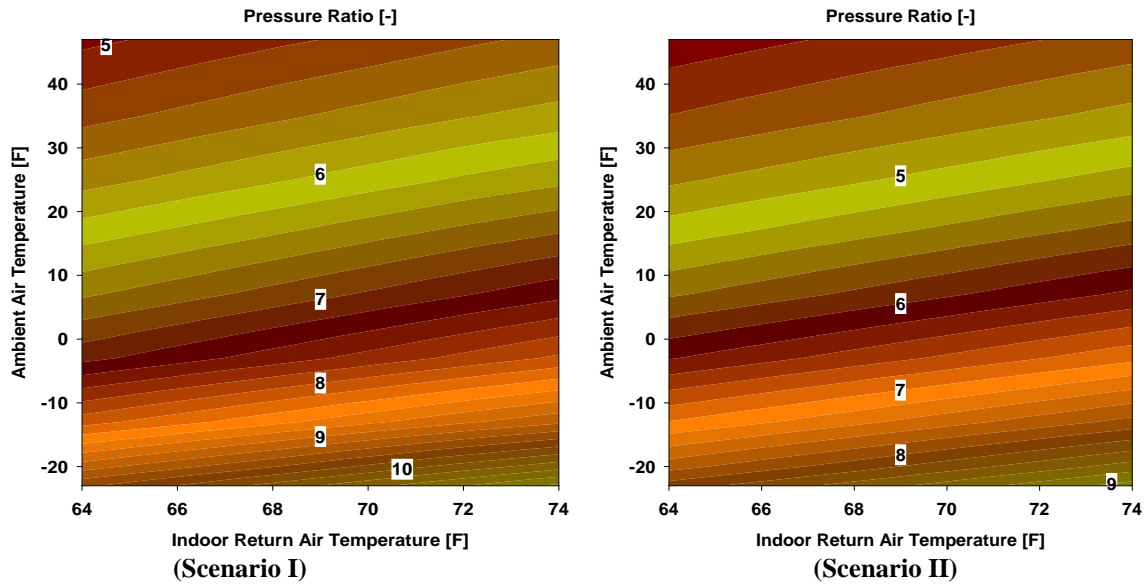 Pressure Ratio [-]
5
40
30
20
10
0
-10
-20
Ambient Air Temperature [F]
6
7
8
9
10
64 66 68 70 72 74
Indoor Return Air Temperature [F]
(Scenario I)
Pressure Ratio [-]
40
30
20
10
0
-10
-20
Ambient Air Temperature [F]
5
6
7
8
9
64 66 68 70 72 74
Indoor Return Air Temperature [F]
(Scenario II)